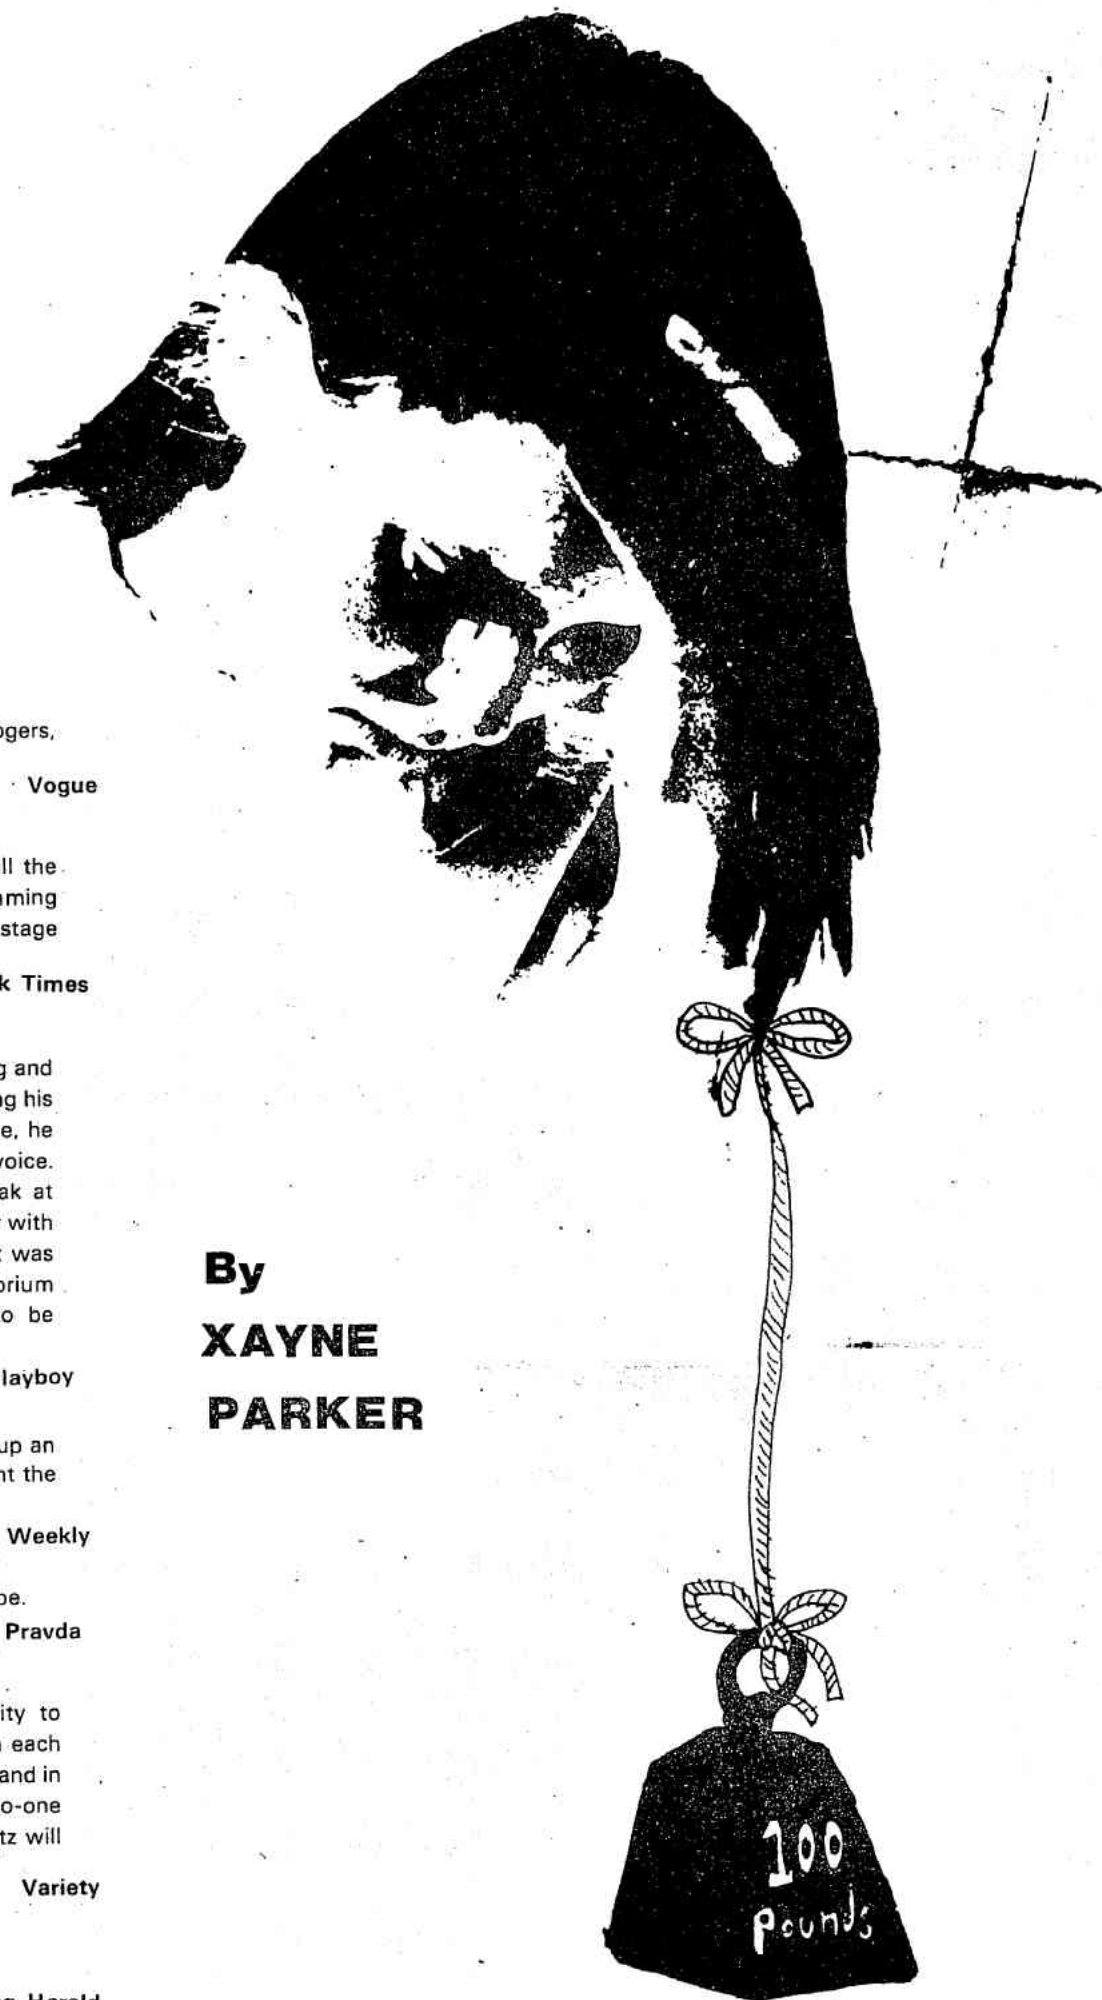 ogers,
Vogue
ll the
aming
stage
k Times
g and
ng his
e, he
voice.
ak at
with
t was
orium
o be
layboy
up an
nt the
Weekly
pe.
Pravda
ity to
n each
and in
o-one
tz will
Variety
g Herald
By
XAYNE
PARKER
100
pounds